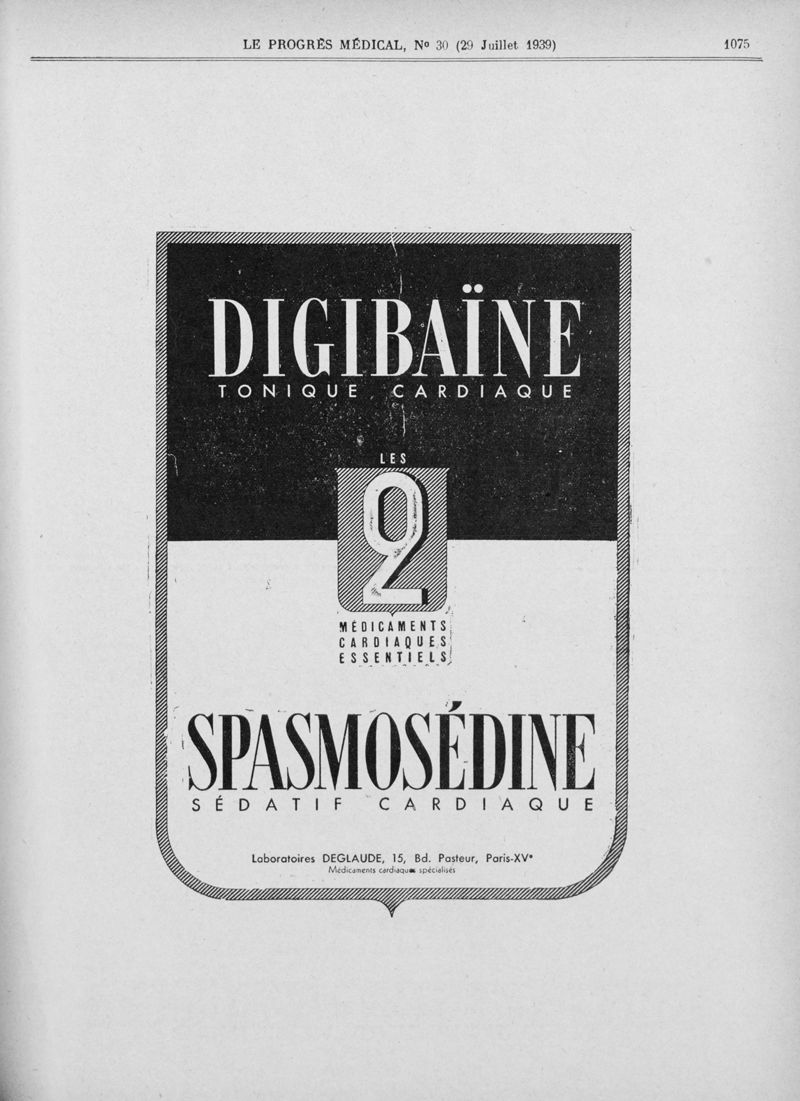 LE PROGRÈS MÉDICAL, Nº 30 (29 Juillet 1939) 1075
DIGIBAÏNE
TONIQUE CARDIAQUE
LES
2
MÉDICAMENTS
CARDIAQUES
ESSENTIELS
SPASMOSÉDINE
SÉDATIF CARDIAQUE
Laboratoires DEGLAUDE, 15, Bd. Pasteur, Paris-XVe
Médicaments cardiaques spécialisés